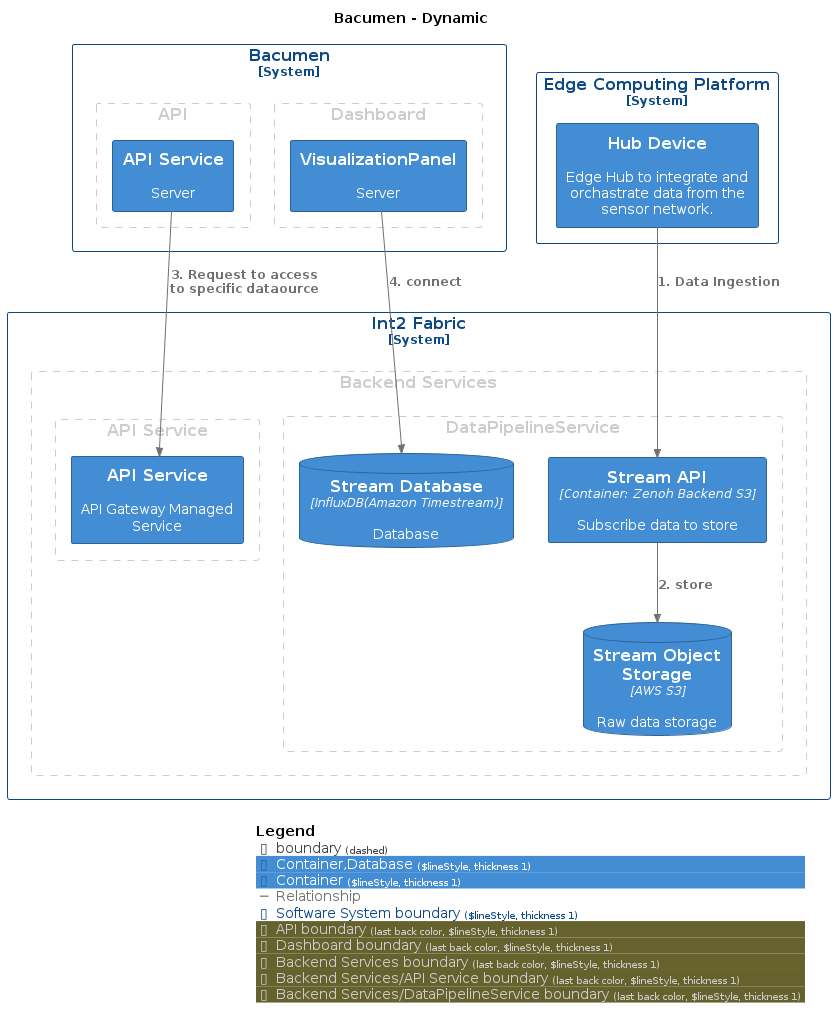 Bacumen - Dynamic
Bacumen
[System]
API
API Service
Server
Dashboard
VisualizationPanel
Server
Edge Computing Platform
[System]
Hub Device
Edge Hub to integrate and
orchastrate data from the
sensor network.
3. Request to access
to specific dataource
4. connect
1. Data Ingestion
Int2 Fabric
[System]
Backend Services
API Service
API Service
API Gateway Managed
Service
DataPipelineService
Stream Database
[InfluxDB(Amazon Timestream)]
Database
Stream API
[Container: Zenoh Backend S3]
Subscribe data to store
2. store
Stream Object
Storage
[AWS S3]
Raw data storage
Legend
boundary (dashed)
Container,Database ($lineStyle, thickness 1)
Container ($lineStyle, thickness 1)
Relationship
Software System boundary ($lineStyle, thickness 1)
API boundary (last back color, $lineStyle, thickness 1)
Dashboard boundary (last back color, $lineStyle, thickness 1)
Backend Services boundary (last back color, $lineStyle, thickness 1)
Backend Services/API Service boundary (last back color, $lineStyle, thickness 1)
Backend Services/DataPipelineService boundary (last back color, $lineStyle, thickness 1)